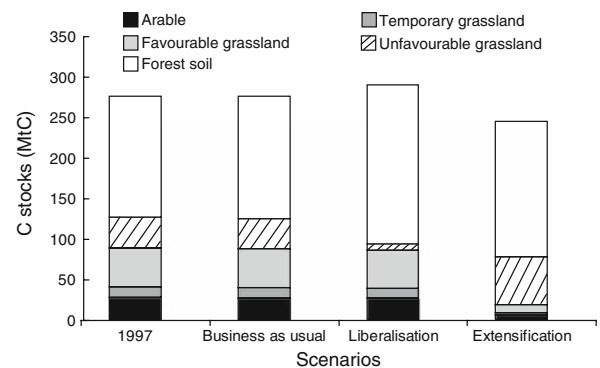 Arable
Temporary grassland
Favourable grassland
Unfavourable grassland
Forest soil
350
300
250
200
150
100
50
0
C stocks (MtC)
1997
Business as usual
Liberalisation
Extensification
Scenarios